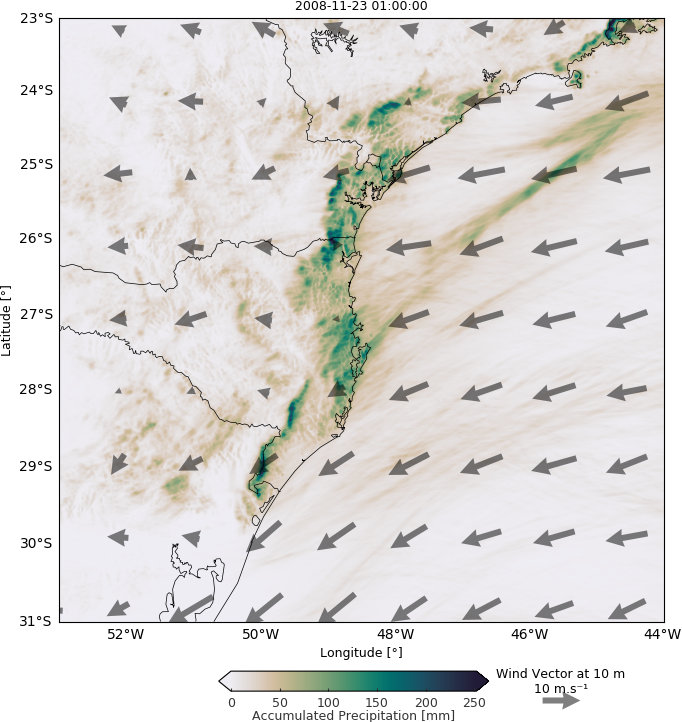 2008-11-23 01:00:00
23°S
24°S
25°S
26°S
27°S
28°S
29°S
30°S
31°S
Latitude [°]
52°W 50°W 48°W 46°W 44°W
Longitude [°]
0 50 100 150 200 250
Accumulated Precipitation [mm]
Wind Vector at 10 m
10 m.s⁻¹